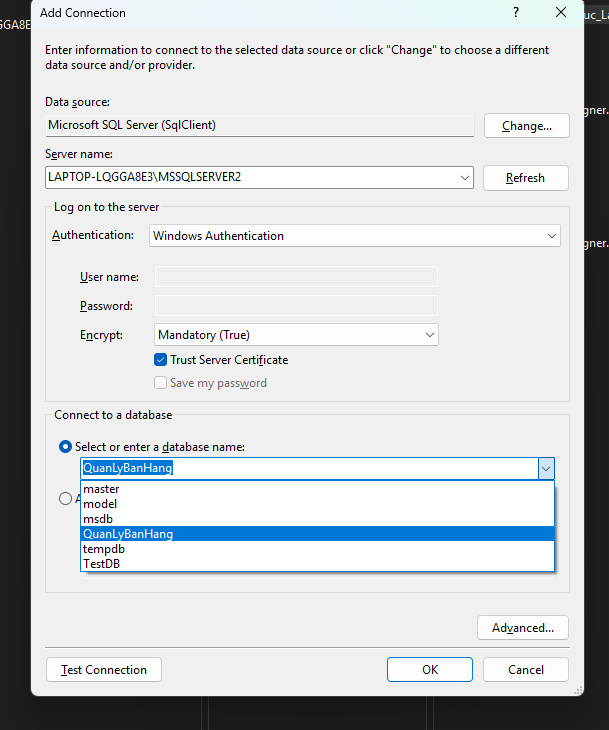 Add Connection
?
uc_La
GGA8E
Enter information to connect to the selected data source or click "Change" to choose a different
data source and/or provider.
Data source:
Microsoft SQL Server (SqlClient)
Change...
gner.
Server name:
LAPTOP-LQGGA8E3\MSSQLSERVER2
Refresh
Log on to the server
Authentication:
Windows Authentication
gner.
User name:
Password:
Encrypt:
Mandatory (True)
Trust Server Certificate
Save my password
Connect to a database
Select or enter a database name:
QuanLyBanHang
A
master
model
msdb
QuanLyBanHang
tempdb
TestDB
Advanced...
Test Connection
OK
Cancel